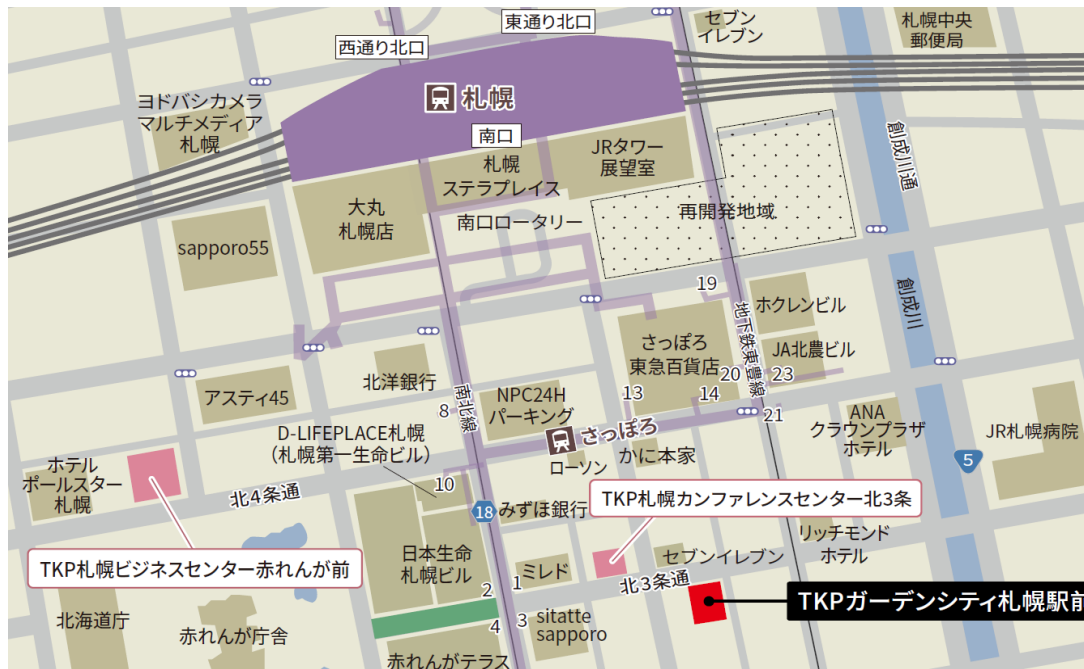 東通り北口
セブン
イレブン
札幌中央
郵便局
西通り北口
札幌
ヨドバシカメラ
マルチメディア
札幌
南口
札幌
ステラプレイス
JRタワー
展望室
創成川通
大丸
札幌店
南口ロータリー
再開発地域
sapporo55
19
創成川
ホクレンビル
地下鉄東豊線
さっぽろ
東急百貨店
JA北農ビル
20
23
北洋銀行
アスティ45
南北線
8
NPC24H
パーキング
13
14
21
ANA
クラウンプラザ
ホテル
JR札幌病院
D-LIFEPLACE札幌
(札幌第一生命ビル)
さっぽろ
ローソン
かに本家
5
ホテル
ポールスター
札幌
北4条通
10
18
みずほ銀行
TKP札幌カンファレンスセンター北3条
リッチモンド
ホテル
TKP札幌ビジネスセンター赤れんが前
日本生命
札幌ビル
2
1
ミレド
セブンイレブン
北3条通
TKPガーデンシティ札幌駅前
北海道庁
赤れんが庁舎
4
3
sitatte
sapporo
赤れんがテラス